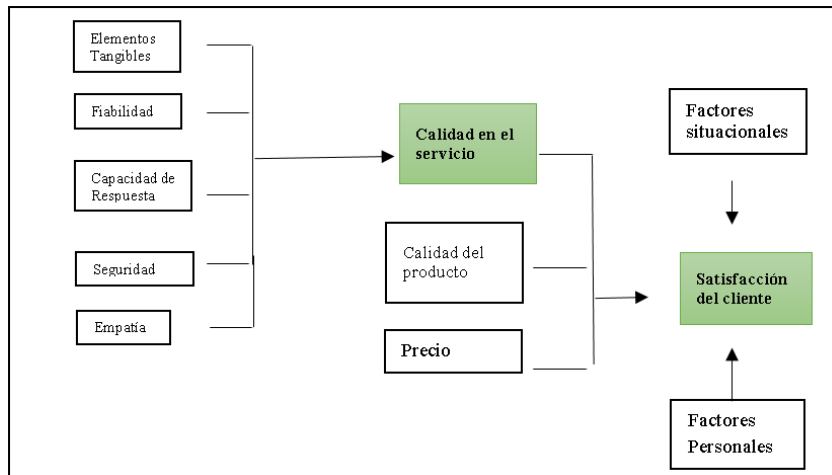 Elementos
Tangibles
Fiabilidad
Capacidad de
Respuesta
Seguridad
Empatía
Calidad en el
servicio
Calidad del
producto
Precio
Factores
situacionales
Satisfacción
del cliente
Factores
Personales